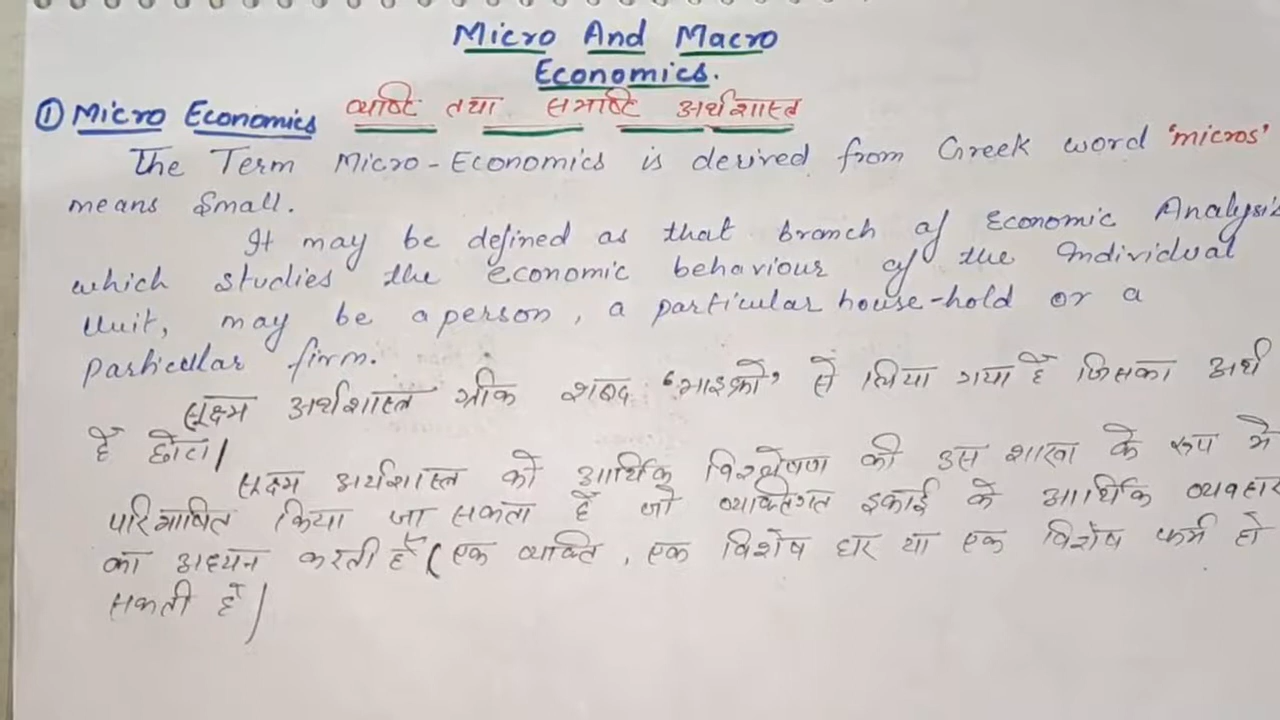 Micro And Macro
Economics.
① Micro Economics व्यष्टि तथा समष्टि अर्थशास्त्र
The Term Micro-Economics is derived from Greek word 'micros'
means Small.
It may be defined as that branch of Economic Analysis
which studies the economic behaviour of the Individual
Unit, may be a person, a particular house-hold or a
particular firm.
सूक्ष्म अर्थशास्त्र ग्रीक शब्द 'माइक्रो' से लिया गया है जिसका अर्थ
है छोटा।
सूक्ष्म अर्थशास्त्र को आर्थिक विश्लेषण की उस शाखा के रूप मे
परिभाषित किया जा सकता है जो व्यक्तिगत इकाई के आर्थिक व्यवहार
का अध्यन करती है (एक व्यक्ति, एक विशेष घर या एक विशेष फर्म हो
सकती है।